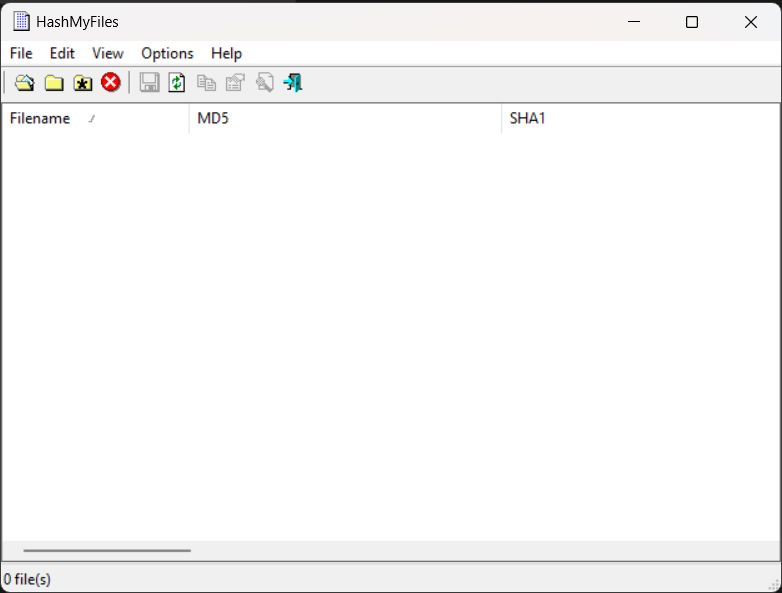 HashMyFiles
File Edit View Options Help
Filename MD5 SHA1
0 file(s)